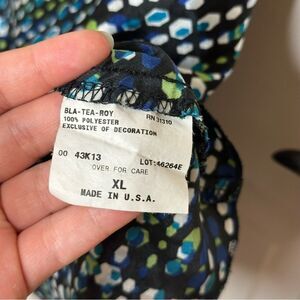 BLA-TEA-ROY
100% POLYESTER RN 31310
EXCLUSIVE OF DECORATION
00 43K13 LOT:46264E
OVER FOR CARE
XL
MADE IN U.S.A.